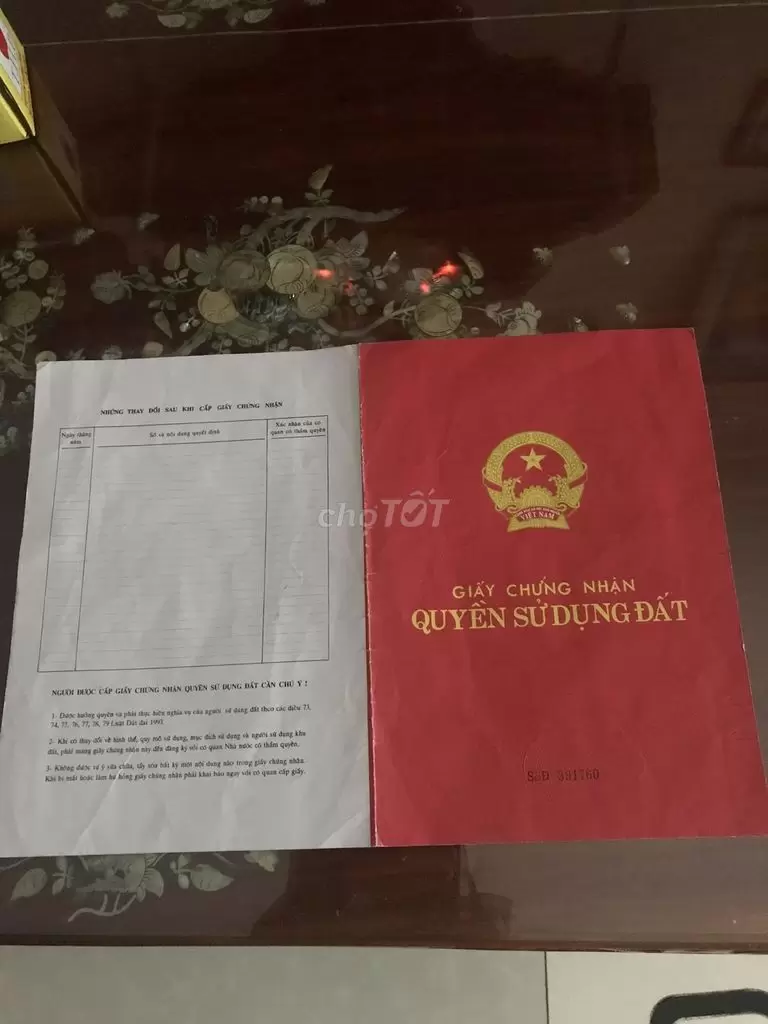 NHỮNG THAY ĐỔI SAU KHI CẤP GIẤY CHỨNG NHẬN
Ngày tháng năm
Số và nội dung quyết định
Xác nhận của cơ quan có thẩm quyền
NGƯỜI ĐƯỢC CẤP GIẤY CHỨNG NHẬN QUYỀN SỬ DỤNG ĐẤT CẦN CHÚ Ý !
1- Được hưởng quyền và phải thực hiện nghĩa vụ của người sử dụng đất theo các điều 73,
74, 75, 76, 77, 78, 79 Luật Đất đai 1993.
2- Khi có thay đổi về hình thể, quy mô sử dụng, mục đích sử dụng và người sử dụng khu
đất, phải mang giấy chứng nhận này đến đăng ký với cơ quan Nhà nước có thẩm quyền.
3- Không được tự ý sửa chữa, tẩy xóa bất kỳ một nội dung nào trong giấy chứng nhận.
Khi bị mất hoặc làm hư hỏng giấy chứng nhận phải khai báo ngay với cơ quan cấp giấy.
chợTỐT
VIỆT NAM
GIẤY CHỨNG NHẬN
QUYỀN SỬ DỤNG ĐẤT